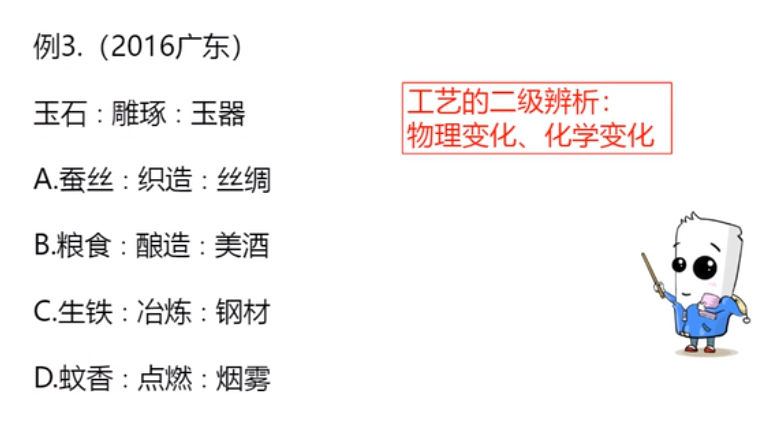 例3.（2016广东）
玉石：雕琢：玉器
工艺的二级辨析：
物理变化、化学变化
A.蚕丝：织造：丝绸
B.粮食：酿造：美酒
C.生铁：冶炼：钢材
D.蚊香：点燃：烟雾